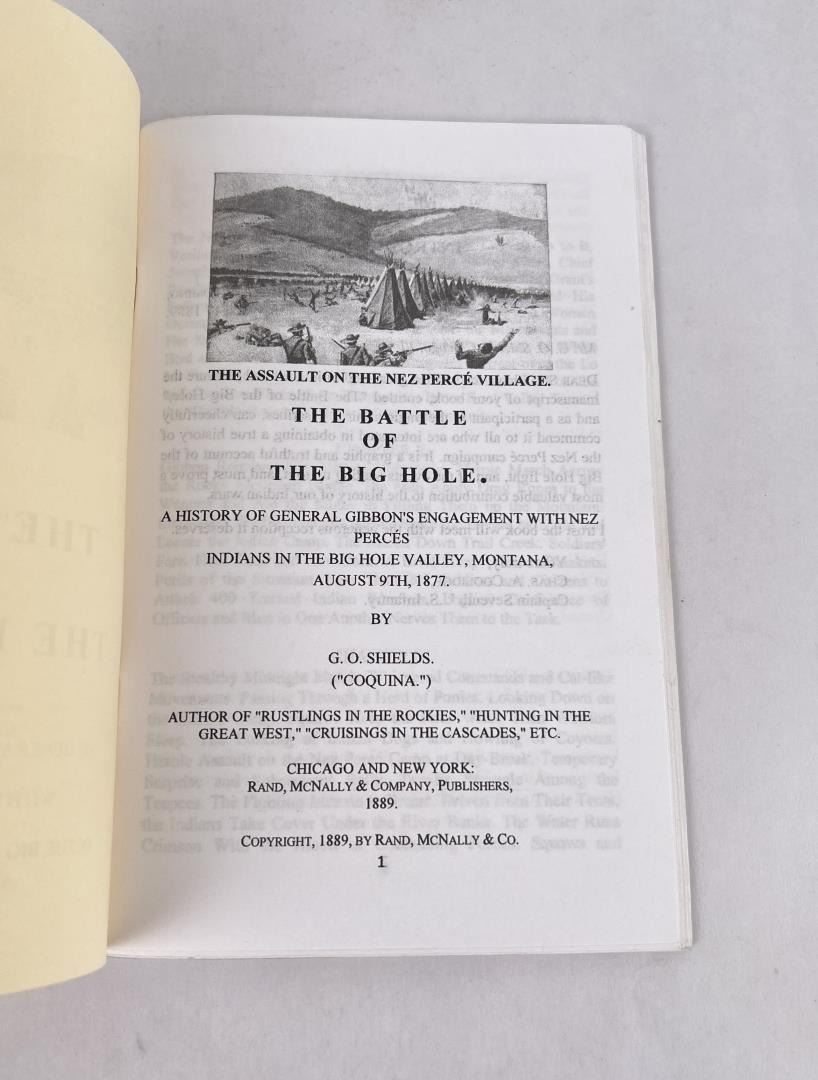 THE ASSAULT ON THE NEZ PERCÉ VILLAGE.
THE BATTLE
OF
THE BIG HOLE.
A HISTORY OF GENERAL GIBBON'S ENGAGEMENT WITH NEZ
PERCÉS
INDIANS IN THE BIG HOLE VALLEY, MONTANA,
AUGUST 9TH, 1877.
BY
G. O. SHIELDS.
("COQUINA.")
AUTHOR OF "RUSTLINGS IN THE ROCKIES," "HUNTING IN THE
GREAT WEST," "CRUISINGS IN THE CASCADES," ETC.
CHICAGO AND NEW YORK:
RAND, MCNALLY & COMPANY, PUBLISHERS,
1889.
COPYRIGHT, 1889, BY RAND, MCNALLY & CO.
1